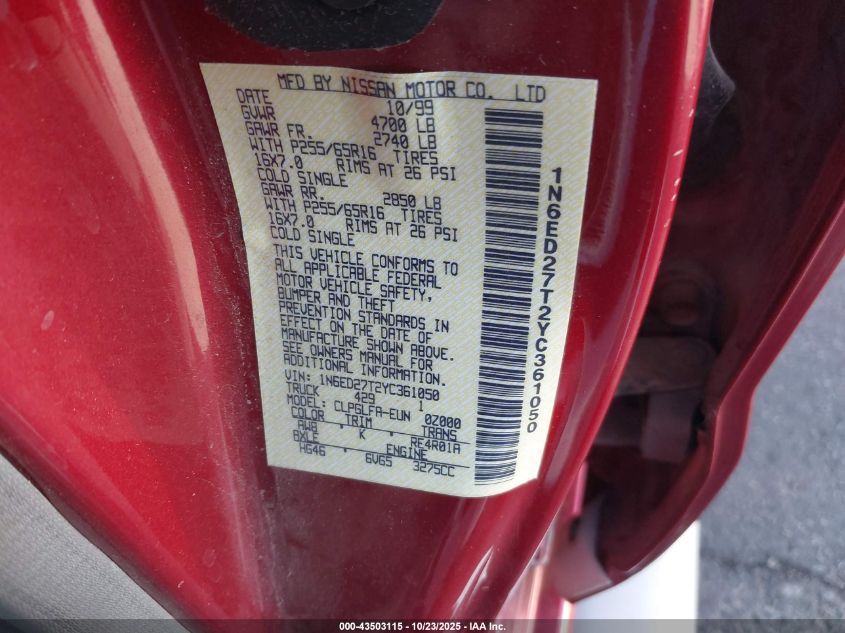 MFD BY NISSAN MOTOR CO. LTD
DATE 10/99
GVWR 4700 LB
GAWR FR. 2740 LB
WITH P255/65R16 TIRES
16X7.0 RIMS AT 26 PSI
COLD SINGLE
GAWR RR. 2850 LB
WITH P255/65R16 TIRES
16X7.0 RIMS AT 26 PSI
COLD SINGLE
THIS VEHICLE CONFORMS TO
ALL APPLICABLE FEDERAL
MOTOR VEHICLE SAFETY,
BUMPER AND THEFT
PREVENTION STANDARDS IN
EFFECT ON THE DATE OF
MANUFACTURE SHOWN ABOVE.
SEE OWNERS MANUAL FOR
ADDITIONAL INFORMATION.
VIN: 1N6ED27T2YC361050
TRUCK 429 1
MODEL: CLPGLFA-EUN 0Z000
COLOR TRIM TRANS
AWB K RE4R01A
AXLE ENGINE
HG46 6V65 3275CC
1N6ED27T2YC361050
000-43503115 - 10/23/2025 - IAA Inc.